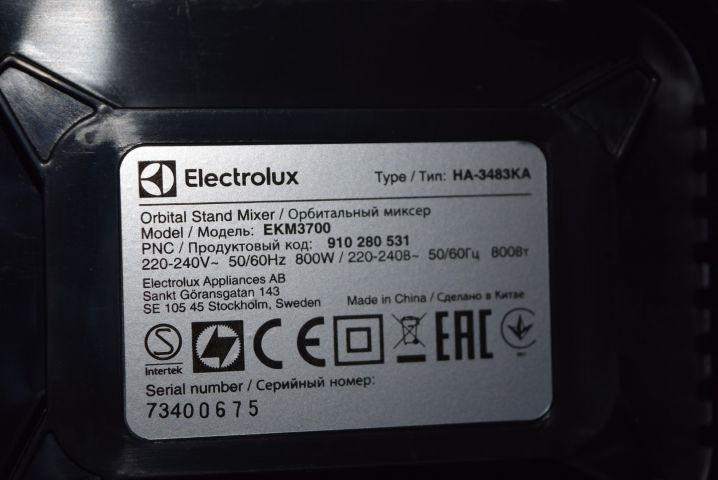 Electrolux Type / Тип: HA-3483KA
Orbital Stand Mixer / Орбитальный миксер
Model / Модель: EKM3700
PNC / Продуктовый код: 910 280 531
220-240V~ 50/60Hz 800W / 220-240В~ 50/60Гц 800Вт
Electrolux Appliances AB
Sankt Göransgatan 143
SE 105 45 Stockholm, Sweden Made in China / Сделано в Китае
S
Intertek
CE
EAC
Serial number / Серийный номер:
73400675